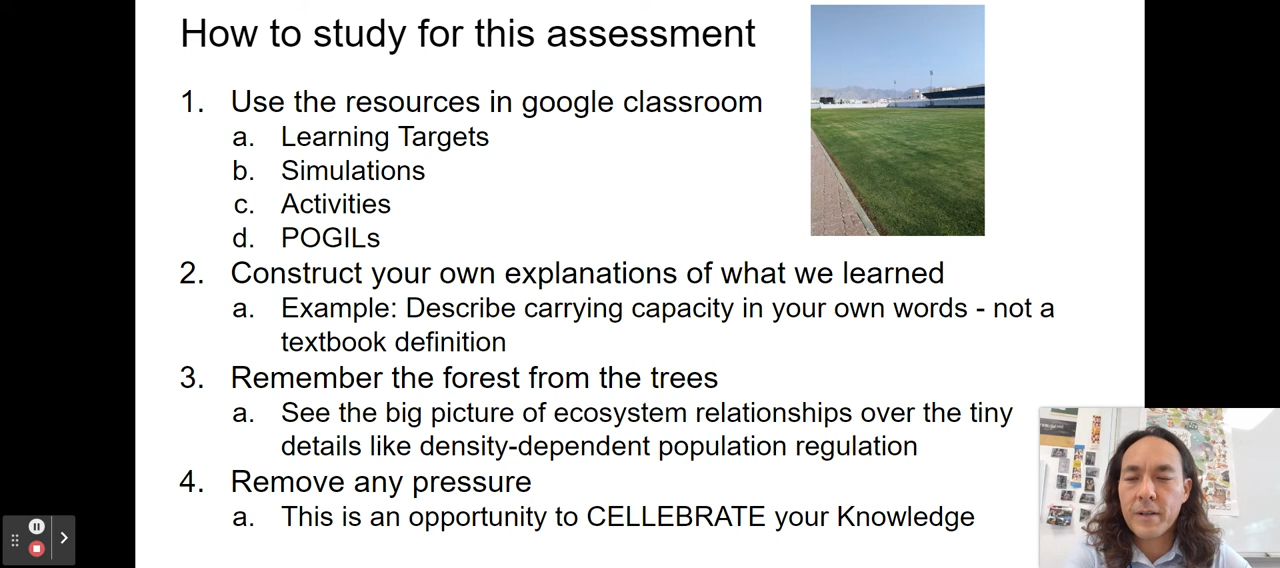 How to study for this assessment
1. Use the resources in google classroom
a. Learning Targets
b. Simulations
c. Activities
d. POGILs
2. Construct your own explanations of what we learned
a. Example: Describe carrying capacity in your own words - not a
textbook definition
3. Remember the forest from the trees
a. See the big picture of ecosystem relationships over the tiny
details like density-dependent population regulation
4. Remove any pressure
a. This is an opportunity to CELLEBRATE your Knowledge